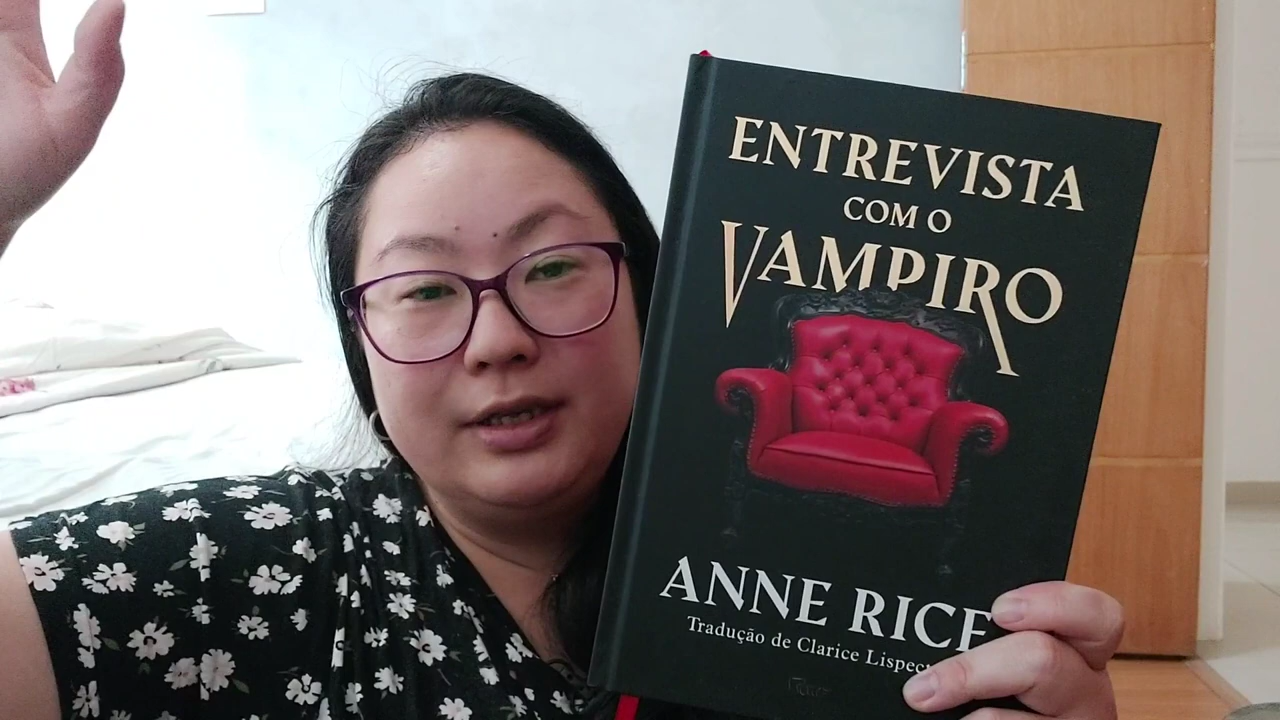 ENTREVISTA
COM O
VAMPIRO
ANNE RICE
Tradução de Clarice